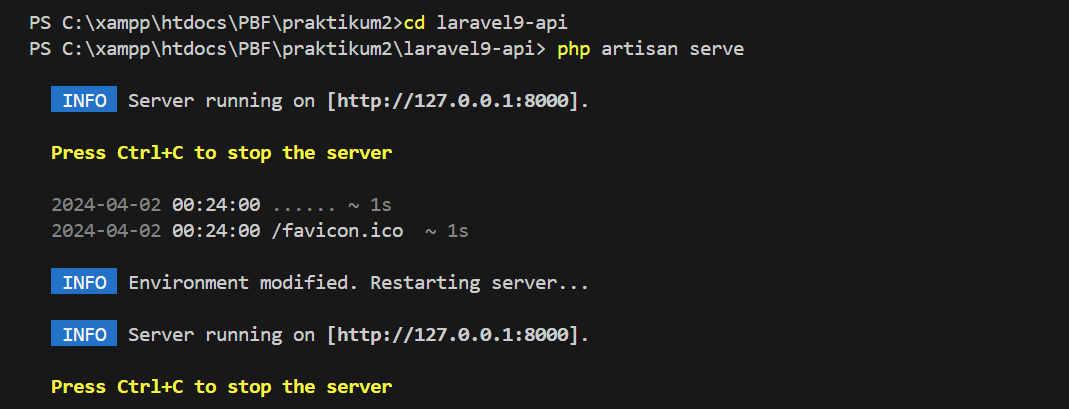 PS C:\xampp\htdocs\PBF\praktikum2>cd laravel9-api
PS C:\xampp\htdocs\PBF\praktikum2\laravel9-api> php artisan serve
INFO Server running on [http://127.0.0.1:8000].
Press Ctrl+C to stop the server
2024-04-02 00:24:00 ...... ~ 1s
2024-04-02 00:24:00 /favicon.ico ~ 1s
INFO Environment modified. Restarting server...
INFO Server running on [http://127.0.0.1:8000].
Press Ctrl+C to stop the server